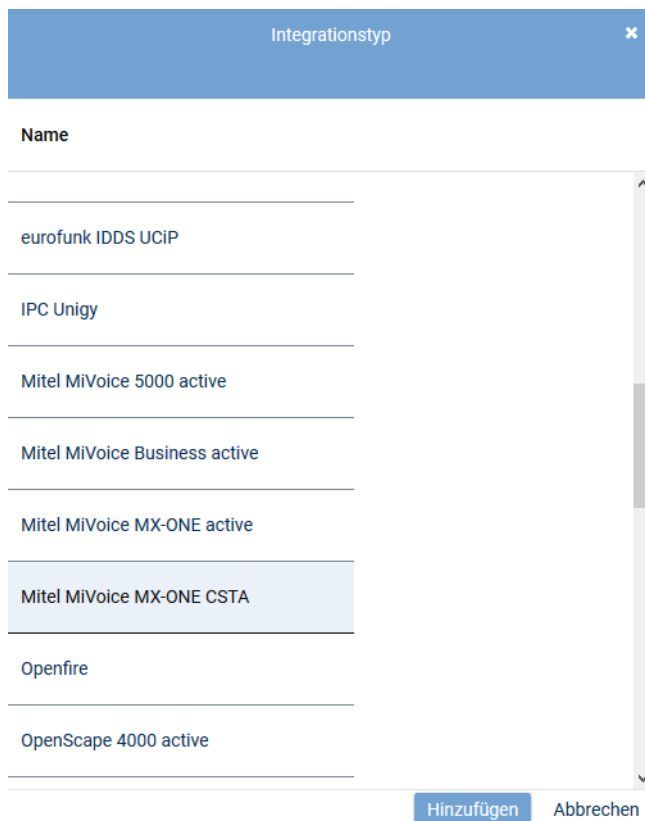 Integrationstyp
Name
eurofunk IDDS UCiP
IPC Unigy
Mitel MiVoice 5000 active
Mitel MiVoice Business active
Mitel MiVoice MX-ONE active
Mitel MiVoice MX-ONE CSTA
Openfire
OpenScape 4000 active
Hinzufügen Abbrechen